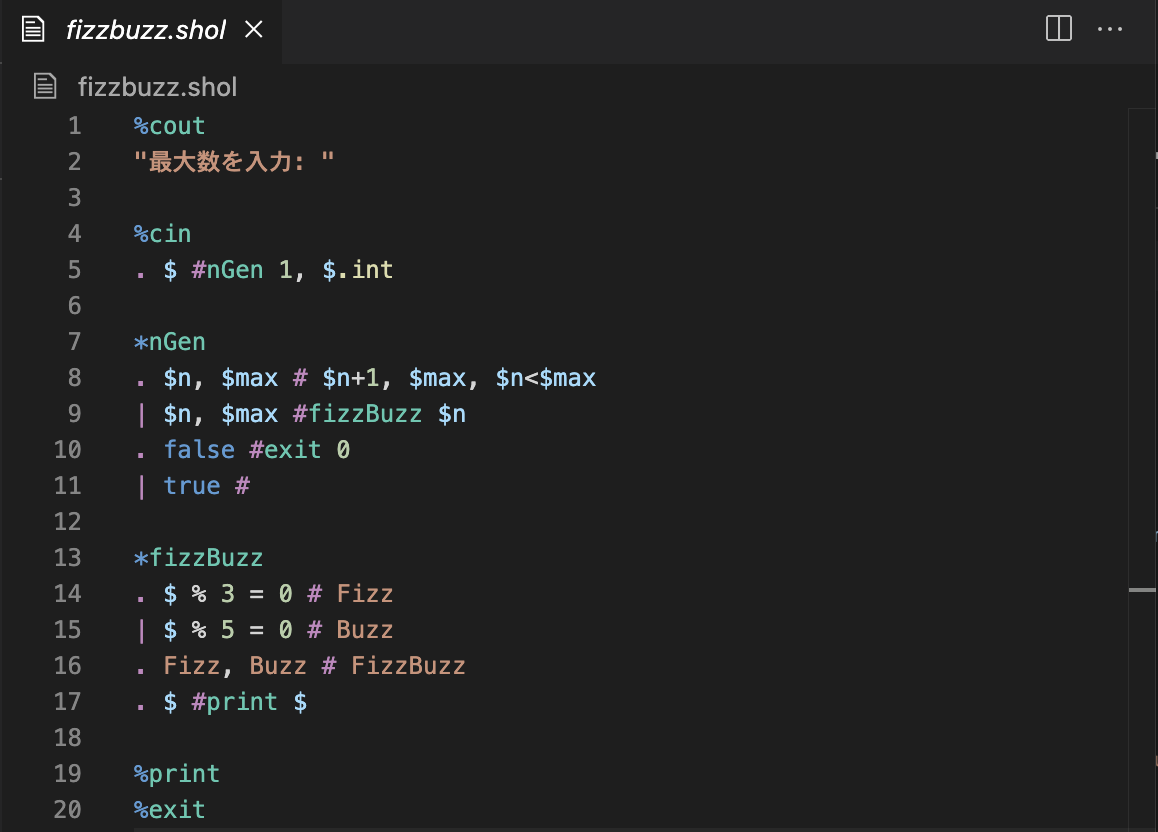 fizzbuzz.shol
fizzbuzz.shol
1 %cout
2 "最大数を入力: "
3
4 %cin
5 . $ #nGen 1, $.int
6
7 *nGen
8 . $n, $max # $n+1, $max, $n<$max
9 | $n, $max #fizzBuzz $n
10 . false #exit 0
11 | true #
12
13 *fizzBuzz
14 . $ % 3 = 0 # Fizz
15 | $ % 5 = 0 # Buzz
16 . Fizz, Buzz # FizzBuzz
17 . $ #print $
18
19 %print
20 %exit